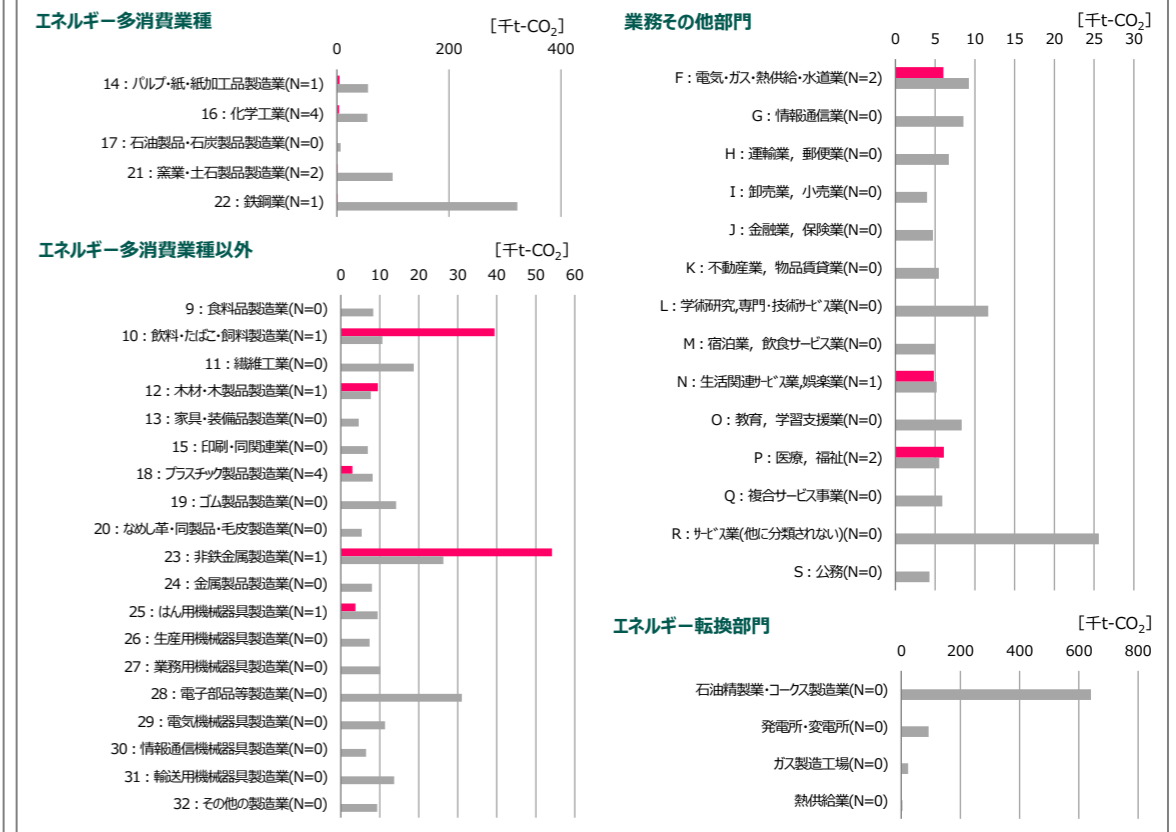 エネルギー多消費業種
[千t-CO₂]
0 200 400
14：パルプ・紙・紙加工品製造業(N=1)
16：化学工業(N=4)
17：石油製品・石炭製品製造業(N=0)
21：窯業・土石製品製造業(N=2)
22：鉄鋼業(N=1)
エネルギー多消費業種以外
[千t-CO₂]
0 10 20 30 40 50 60
9：食料品製造業(N=0)
10：飲料・たばこ・飼料製造業(N=1)
11：繊維工業(N=0)
12：木材・木製品製造業(N=1)
13：家具・装備品製造業(N=0)
15：印刷・同関連業(N=0)
18：プラスチック製品製造業(N=4)
19：ゴム製品製造業(N=0)
20：なめし革・同製品・毛皮製造業(N=0)
23：非鉄金属製造業(N=1)
24：金属製品製造業(N=0)
25：はん用機械器具製造業(N=1)
26：生産用機械器具製造業(N=0)
27：業務用機械器具製造業(N=0)
28：電子部品等製造業(N=0)
29：電気機械器具製造業(N=0)
30：情報通信機械器具製造業(N=0)
31：輸送用機械器具製造業(N=0)
32：その他の製造業(N=0)
業務その他部門
[千t-CO₂]
0 5 10 15 20 25 30
F：電気・ガス・熱供給・水道業(N=2)
G：情報通信業(N=0)
H：運輸業，郵便業(N=0)
I：卸売業，小売業(N=0)
J：金融業，保険業(N=0)
K：不動産業，物品賃貸業(N=0)
L：学術研究,専門・技術サービス業(N=0)
M：宿泊業，飲食サービス業(N=0)
N：生活関連サービス業,娯楽業(N=1)
O：教育，学習支援業(N=0)
P：医療，福祉(N=2)
Q：複合サービス事業(N=0)
R：サービス業(他に分類されない)(N=0)
S：公務(N=0)
エネルギー転換部門
[千t-CO₂]
0 200 400 600 800
石油精製業・コークス製造業(N=0)
発電所・変電所(N=0)
ガス製造工場(N=0)
熱供給業(N=0)